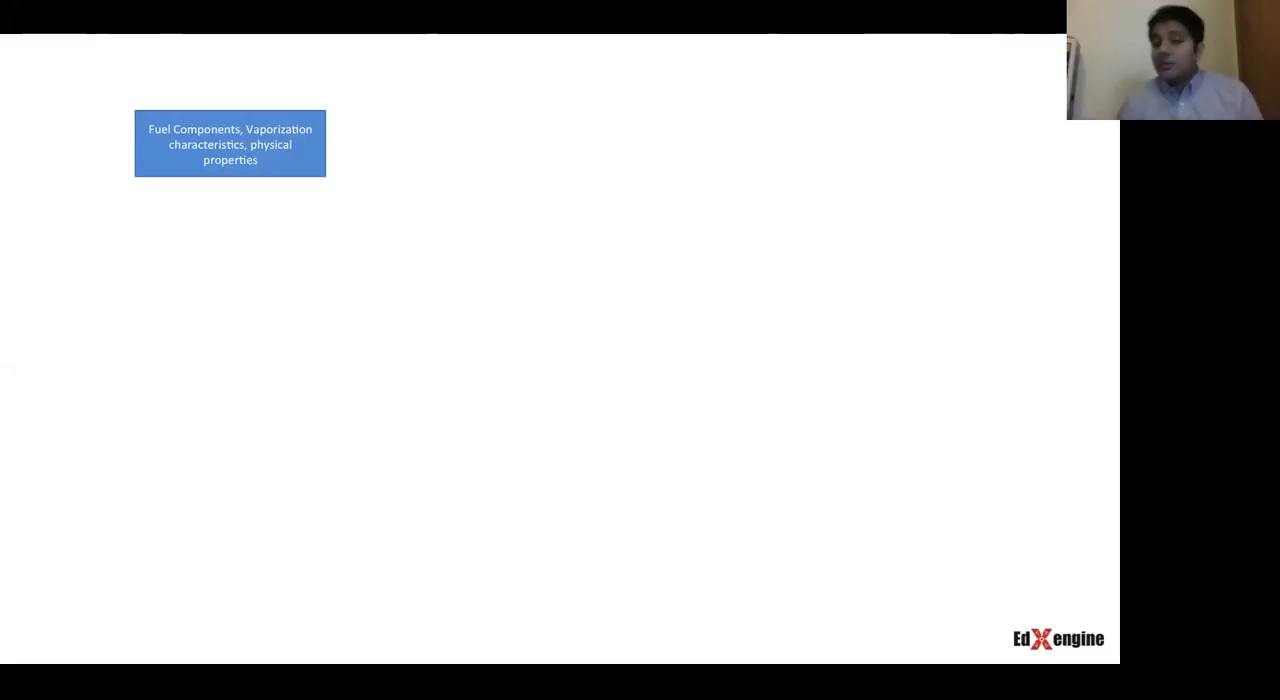 Fuel Components, Vaporization
characteristics, physical
properties
EdXengine